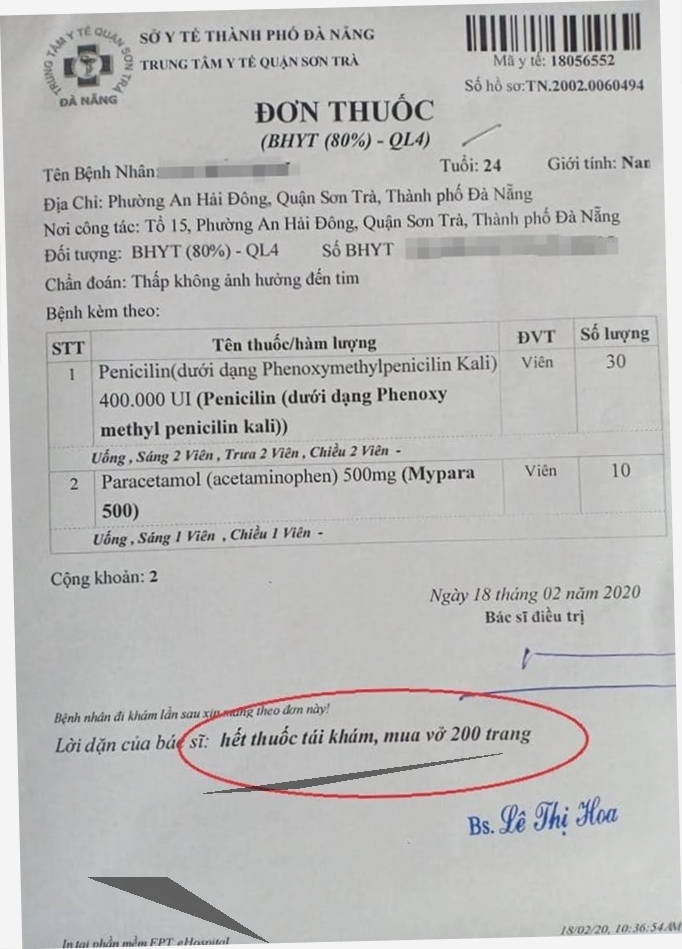 TRUNG TÂM Y TẾ QUẬN SƠN TRÀ
ĐÀ NẴNG
SỞ Y TẾ THÀNH PHỐ ĐÀ NẴNG
TRUNG TÂM Y TẾ QUẬN SƠN TRÀ
Mã y tế: 18056552
Số hồ sơ:TN.2002.0060494
ĐƠN THUỐC
(BHYT (80%) - QL4)
Tên Bệnh Nhân: Tuổi: 24 Giới tính: Nam
Địa Chỉ: Phường An Hải Đông, Quận Sơn Trà, Thành phố Đà Nẵng
Nơi công tác: Tổ 15, Phường An Hải Đông, Quận Sơn Trà, Thành phố Đà Nẵng
Đối tượng: BHYT (80%) - QL4 Số BHYT
Chẩn đoán: Thấp không ảnh hưởng đến tim
Bệnh kèm theo:
STT Tên thuốc/hàm lượng ĐVT Số lượng
1 Penicilin(dưới dạng Phenoxymethylpenicilin Kali) Viên 30
400.000 UI (Penicilin (dưới dạng Phenoxy
methyl penicilin kali))
Uống , Sáng 2 Viên , Trưa 2 Viên , Chiều 2 Viên -
2 Paracetamol (acetaminophen) 500mg (Mypara Viên 10
500)
Uống , Sáng 1 Viên , Chiều 1 Viên -
Cộng khoản: 2
Ngày 18 tháng 02 năm 2020
Bác sĩ điều trị
Bệnh nhân đi khám lần sau xin mang theo đơn này!
Lời dặn của bác sĩ: hết thuốc tái khám, mua vở 200 trang
Bs. Lê Thị Hoa
In tại phần mềm FPT. eHospital
18/02/20, 10:36:54AM